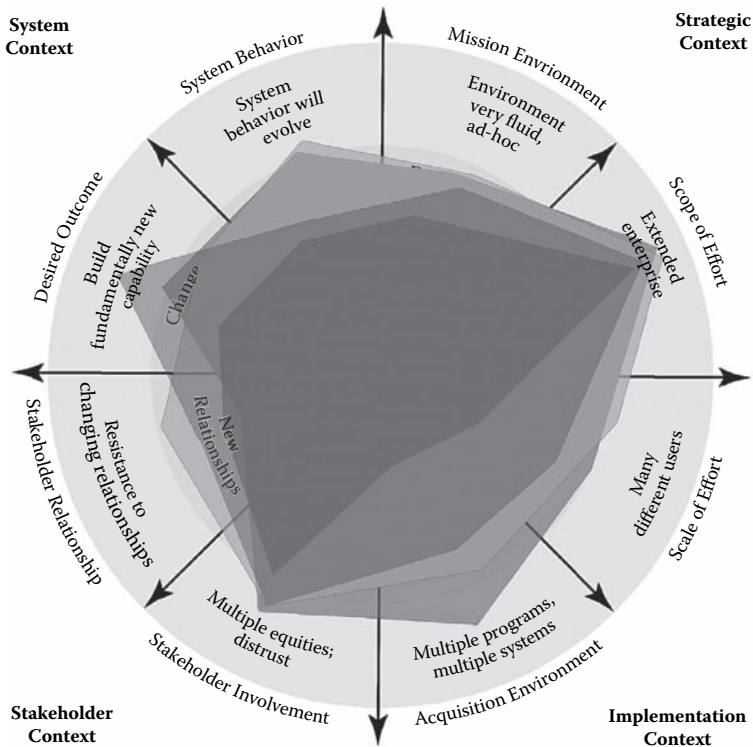 System
Context
Strategic
Context
System Behavior
Mission Envrionment
System
behavior will
evolve
Environment
very fluid,
ad-hoc
Desired Outcome
Build
fundamentally new
capability
Change
Scope of Effort
Extended
enterprise
Stakeholder Relationship
Resistance to
changing relationships
New
Relationships
Many
different users
Scale of Effort
Multiple equities;
distrust
Stakeholder Involvement
Multiple programs,
multiple systems
Acquisition Environment
Stakeholder
Context
Implementation
Context